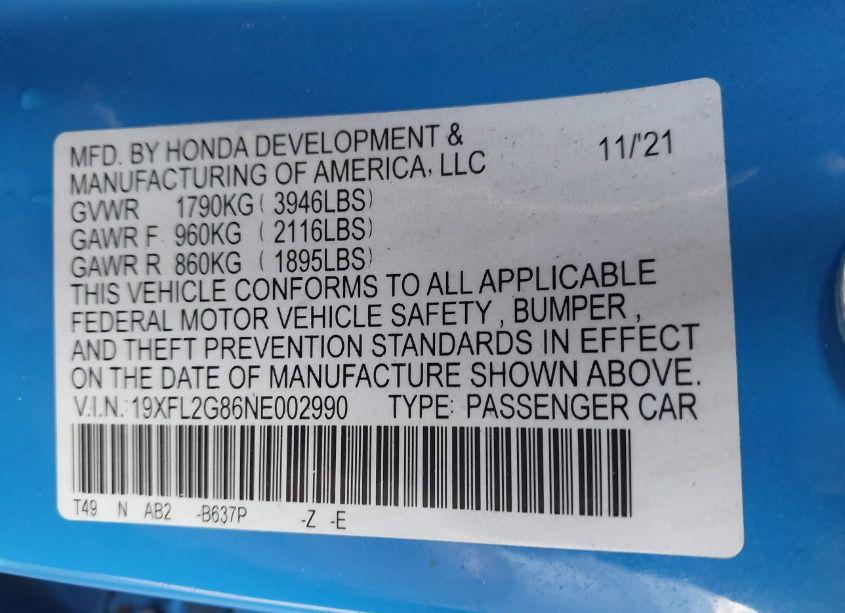 MFD. BY HONDA DEVELOPMENT & 11/'21
MANUFACTURING OF AMERICA, LLC
GVWR 1790KG ( 3946LBS)
GAWR F 960KG ( 2116LBS)
GAWR R 860KG ( 1895LBS)
THIS VEHICLE CONFORMS TO ALL APPLICABLE
FEDERAL MOTOR VEHICLE SAFETY , BUMPER ,
AND THEFT PREVENTION STANDARDS IN EFFECT
ON THE DATE OF MANUFACTURE SHOWN ABOVE.
V.I.N.: 19XFL2G86NE002990 TYPE: PASSENGER CAR
T49 N AB2 -B637P -Z -E